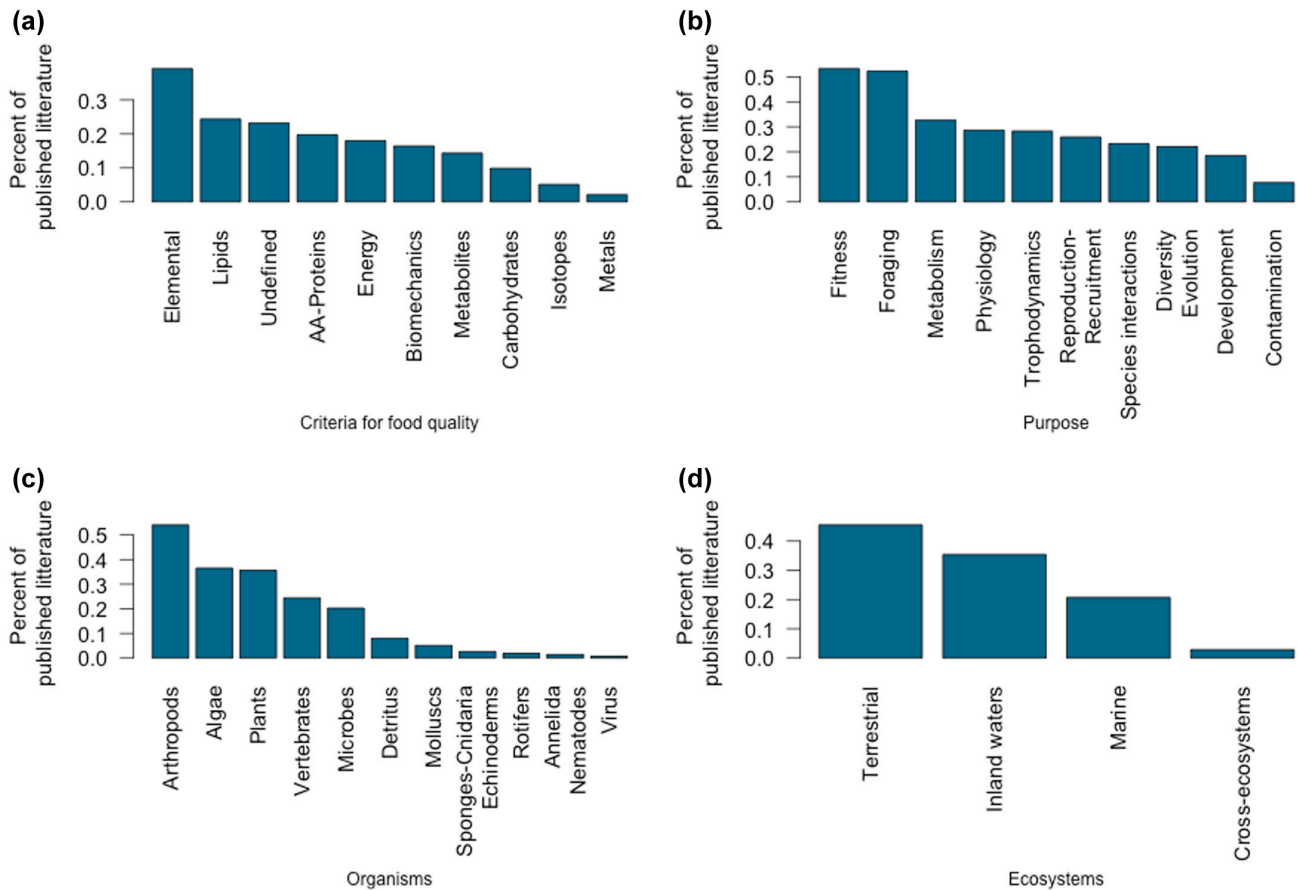 (a)
Percent of
published litterature
0.3
0.2
0.1
0.0
Elemental
Lipids
Undefined
AA-Proteins
Energy
Biomechanics
Metabolites
Carbohydrates
Isotopes
Metals
Criteria for food quality
(b)
Percent of
published litterature
0.5
0.4
0.3
0.2
0.1
0.0
Fitness
Foraging
Metabolism
Physiology
Trophodynamics
Reproduction-
Recruitment
Species interactions
Diversity
Evolution
Development
Contamination
Purpose
(c)
Percent of
published litterature
0.5
0.4
0.3
0.2
0.1
0.0
Arthropods
Algae
Plants
Vertebrates
Microbes
Detritus
Molluscs
Sponges-Cnidaria
Echinoderms
Rotifers
Annelida
Nematodes
Virus
Organisms
(d)
Percent of
published litterature
0.4
0.3
0.2
0.1
0.0
Terrestrial
Inland waters
Marine
Cross-ecosystems
Ecosystems